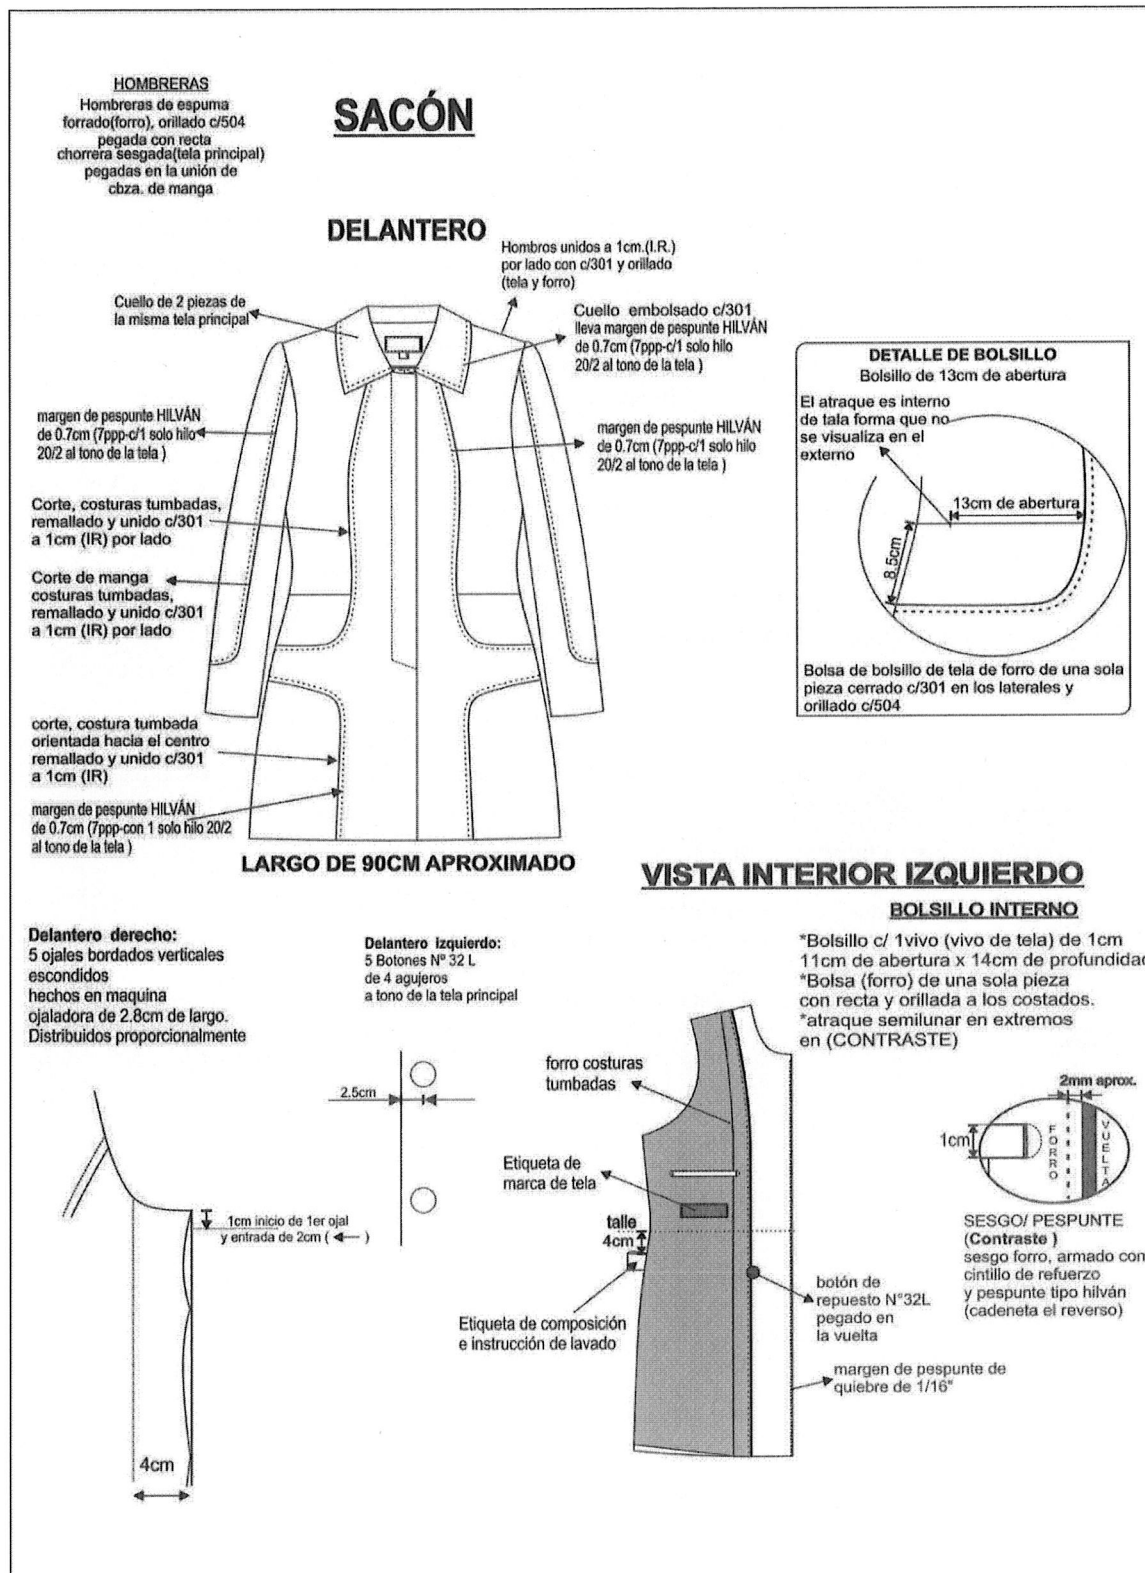 HOMBRERAS
Hombreras de espuma
forrado(forro), orillado c/504
pegada con recta
chorrera sesgada(tela principal)
pegadas en la unión de
cbza. de manga
SACÓN
DELANTERO
Hombros unidos a 1cm.(I.R.)
por lado con c/301 y orillado
(tela y forro)
Cuello de 2 piezas de
la misma tela principal
Cuello embolsado c/301
lleva margen de pespunte HILVÁN
de 0.7cm (7ppp-c/1 solo hilo
20/2 al tono de la tela )
margen de pespunte HILVÁN
de 0.7cm (7ppp-c/1 solo hilo
20/2 al tono de la tela )
margen de pespunte HILVÁN
de 0.7cm (7ppp-c/1 solo hilo
20/2 al tono de la tela )
Corte, costuras tumbadas,
remallado y unido c/301
a 1cm (IR) por lado
Corte de manga
costuras tumbadas,
remallado y unido c/301
a 1cm (IR) por lado
corte, costura tumbada
orientada hacia el centro
remallado y unido c/301
a 1cm (IR)
margen de pespunte HILVÁN
de 0.7cm (7ppp-con 1 solo hilo 20/2
al tono de la tela )
LARGO DE 90CM APROXIMADO
DETALLE DE BOLSILLO
Bolsillo de 13cm de abertura
El atraque es interno
de tala forma que no
se visualiza en el
externo
13cm de abertura
8.5cm
Bolsa de bolsillo de tela de forro de una sola
pieza cerrado c/301 en los laterales y
orillado c/504
VISTA INTERIOR IZQUIERDO
BOLSILLO INTERNO
*Bolsillo c/ 1vivo (vivo de tela) de 1cm
11cm de abertura x 14cm de profundidad
*Bolsa (forro) de una sola pieza
con recta y orillada a los costados.
*atraque semilunar en extremos
en (CONTRASTE)
Delantero derecho:
5 ojales bordados verticales
escondidos
hechos en maquina
ojaladora de 2.8cm de largo.
Distribuidos proporcionalmente
Delantero Izquierdo:
5 Botones Nº 32 L
de 4 agujeros
a tono de la tela principal
2.5cm
1cm inicio de 1er ojal
y entrada de 2cm ( )
4cm
forro costuras
tumbadas
Etiqueta de
marca de tela
talle
4cm
Etiqueta de composición
e instrucción de lavado
botón de
repuesto N°32L
pegado en
la vuelta
margen de pespunte de
quiebre de 1/16"
2mm aprox.
1cm
FORRO
VUELTA
SESGO/ PESPUNTE
(Contraste )
sesgo forro, armado con
cintillo de refuerzo
y pespunte tipo hilván
(cadeneta el reverso)